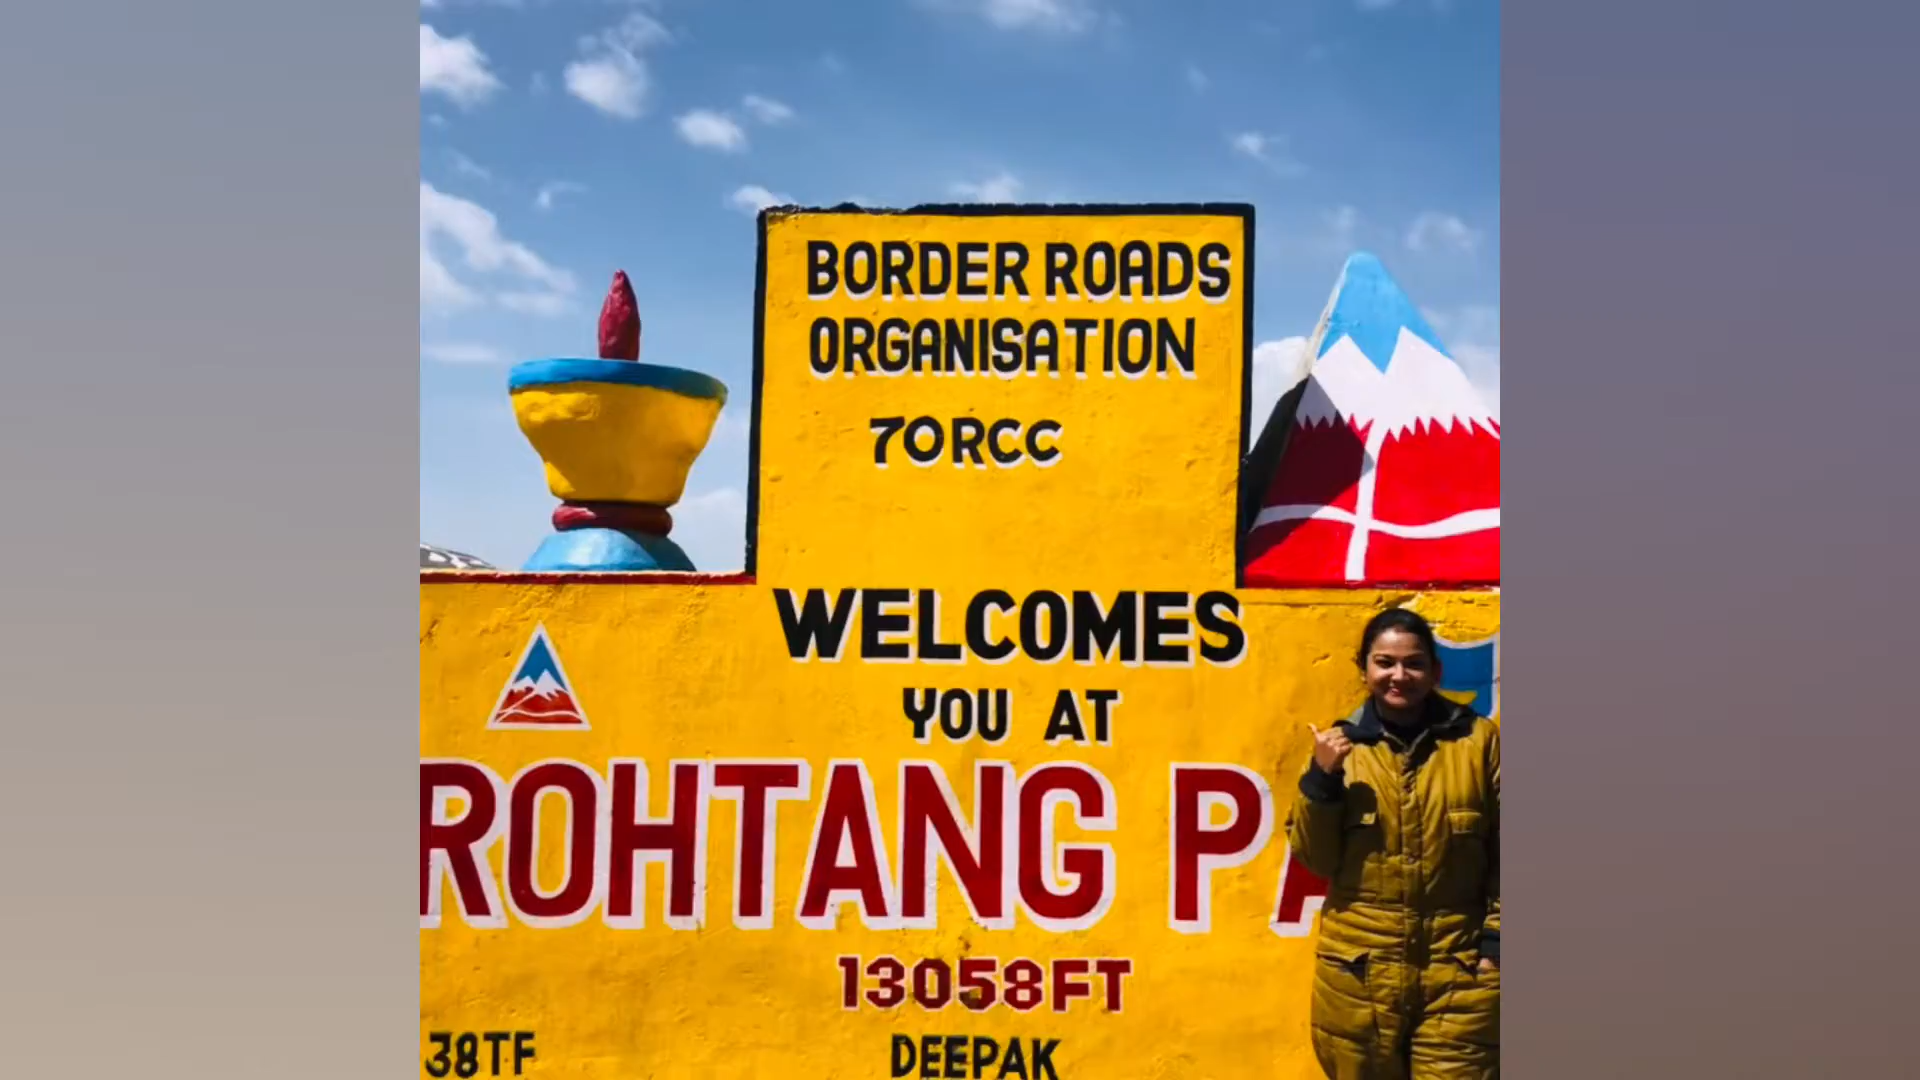 BORDER ROADS
ORGANISATION
70RCC
WELCOMES
YOU AT
ROHTANG PA
13058FT
38TF
DEEPAK